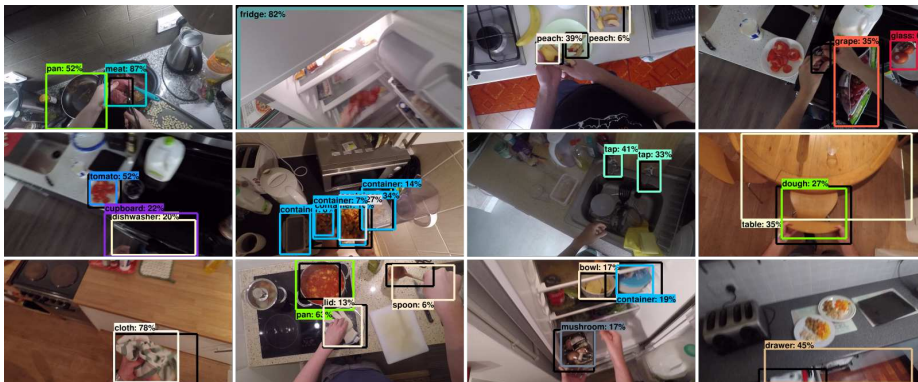 pan: 52%
meat: 87%
fridge: 82%
peach: 39%
peach: 6%
grape: 35%
glass:
tomato: 52%
cupboard: 22%
dishwasher: 20%
container: 14%
container: 7%
27%
34%
tap: 41%
tap: 33%
dough: 27%
table: 35%
cloth: 78%
lid: 13%
pan: 63%
spoon: 6%
bowl: 17%
container: 19%
mushroom: 17%
drawer: 45%